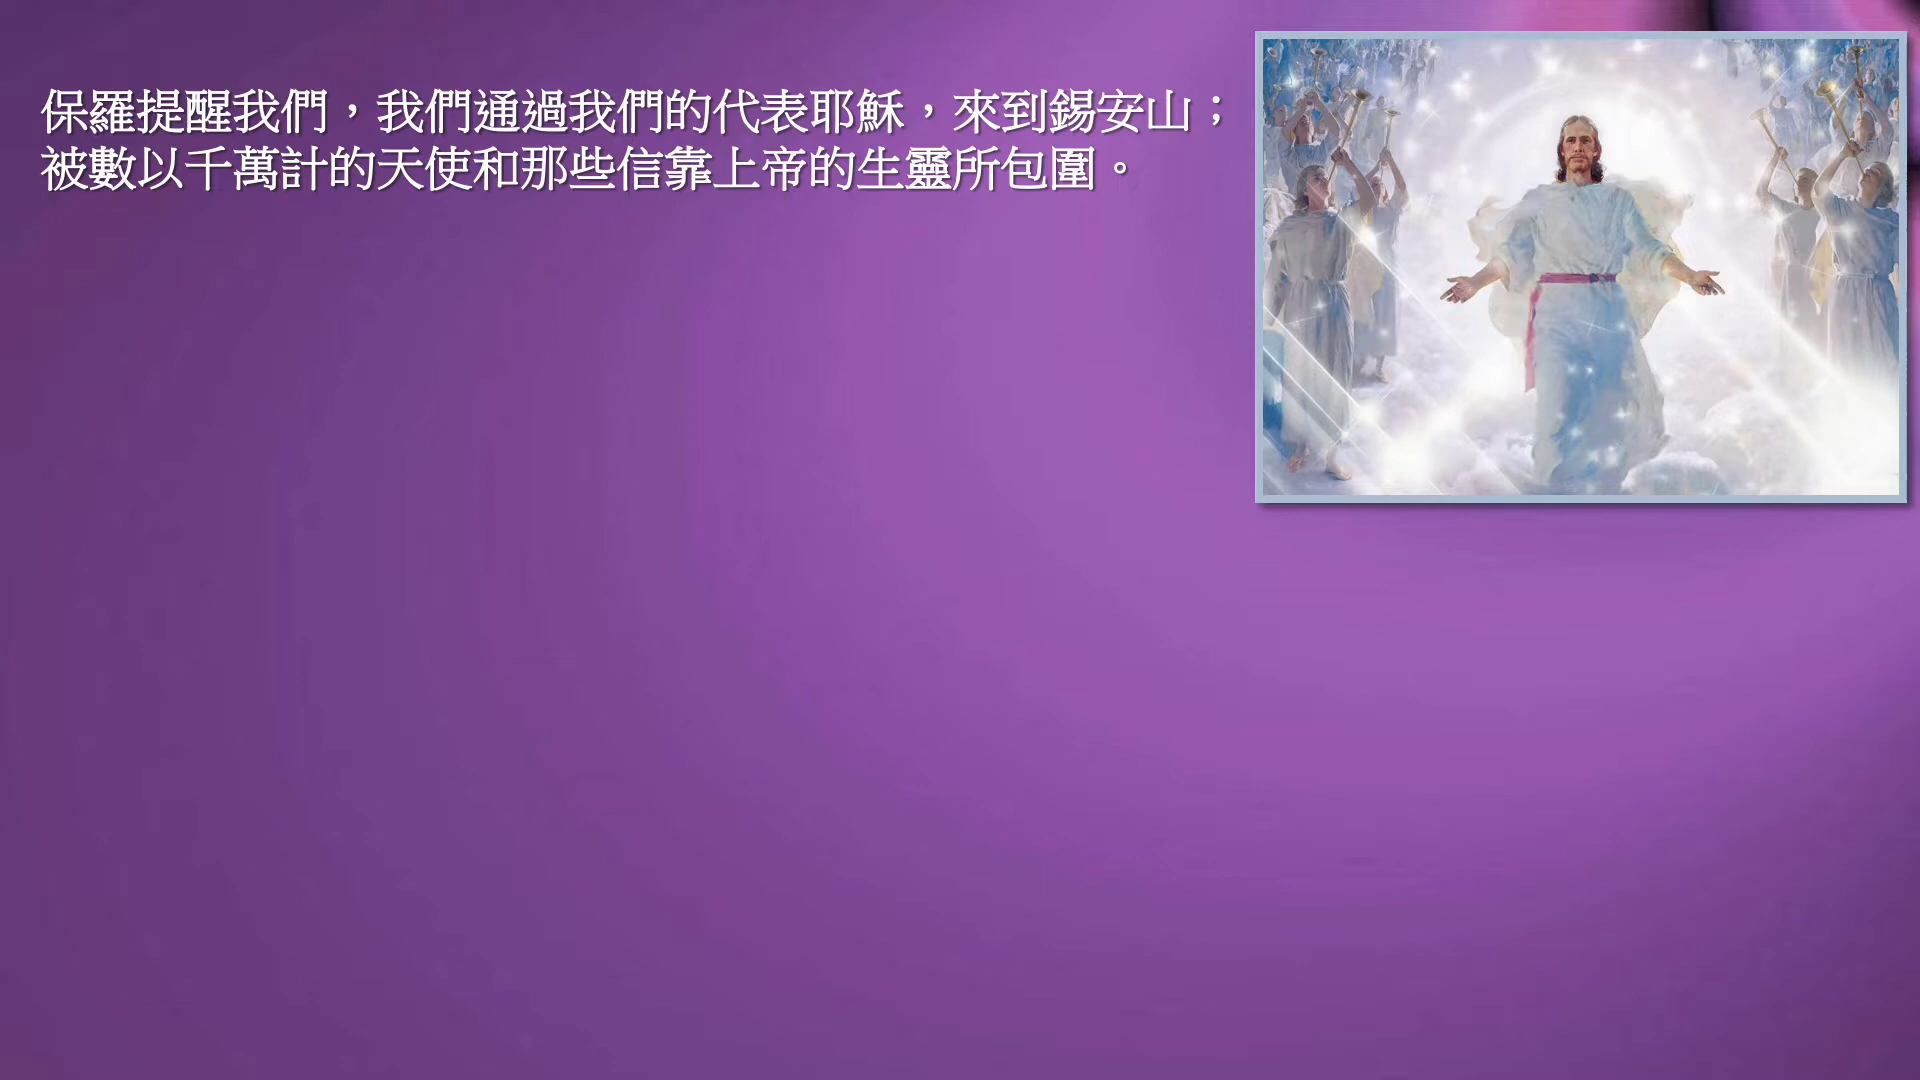 保羅提醒我們，我們通過我們的代表耶穌，來到錫安山；
被數以千萬計的天使和那些信靠上帝的生靈所包圍。